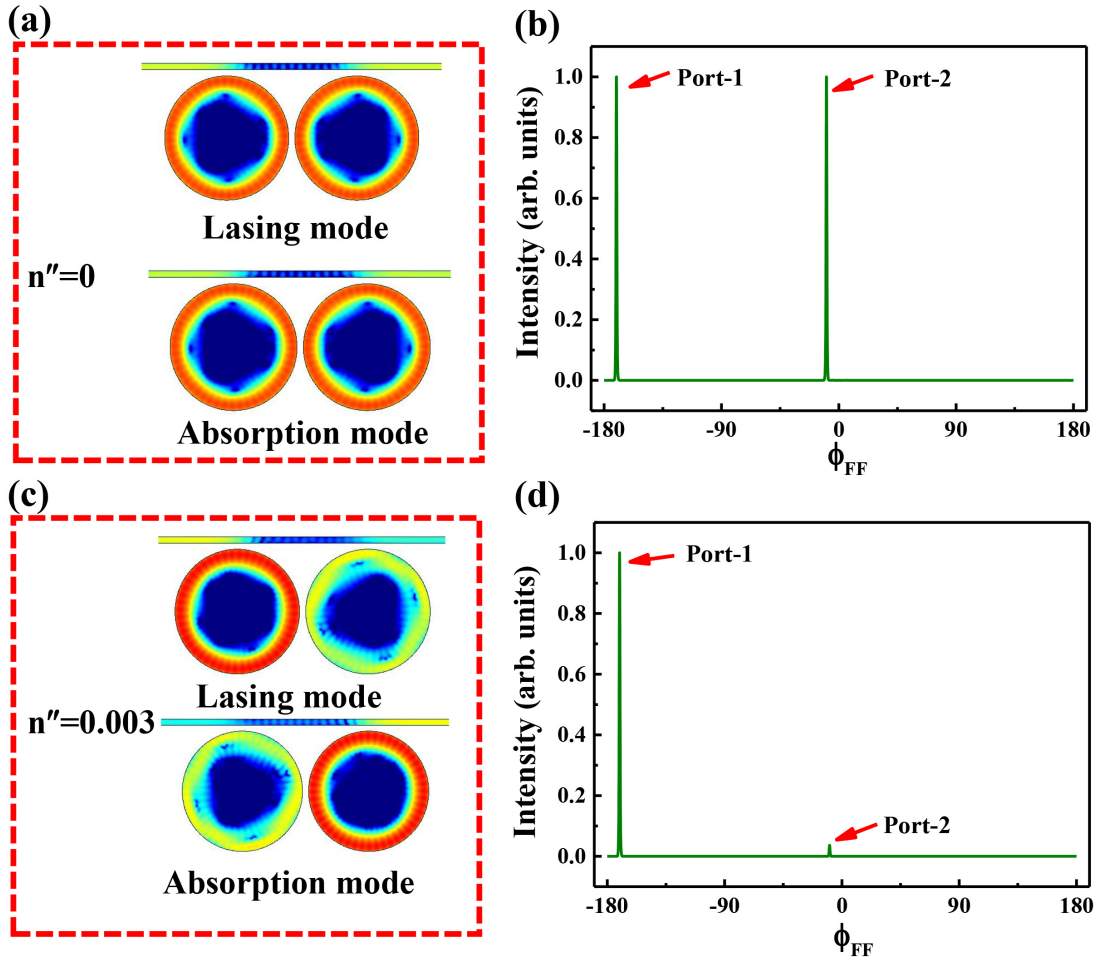 (a)
Lasing mode
n″=0
Absorption mode
(b)
Intensity (arb. units)
1.0
0.8
0.6
0.4
0.2
0.0
Port-1
Port-2
-180
-90
0
90
180
ϕFF
(c)
Lasing mode
n″=0.003
Absorption mode
(d)
Intensity (arb. units)
1.0
0.8
0.6
0.4
0.2
0.0
Port-1
Port-2
-180
-90
0
90
180
ϕFF